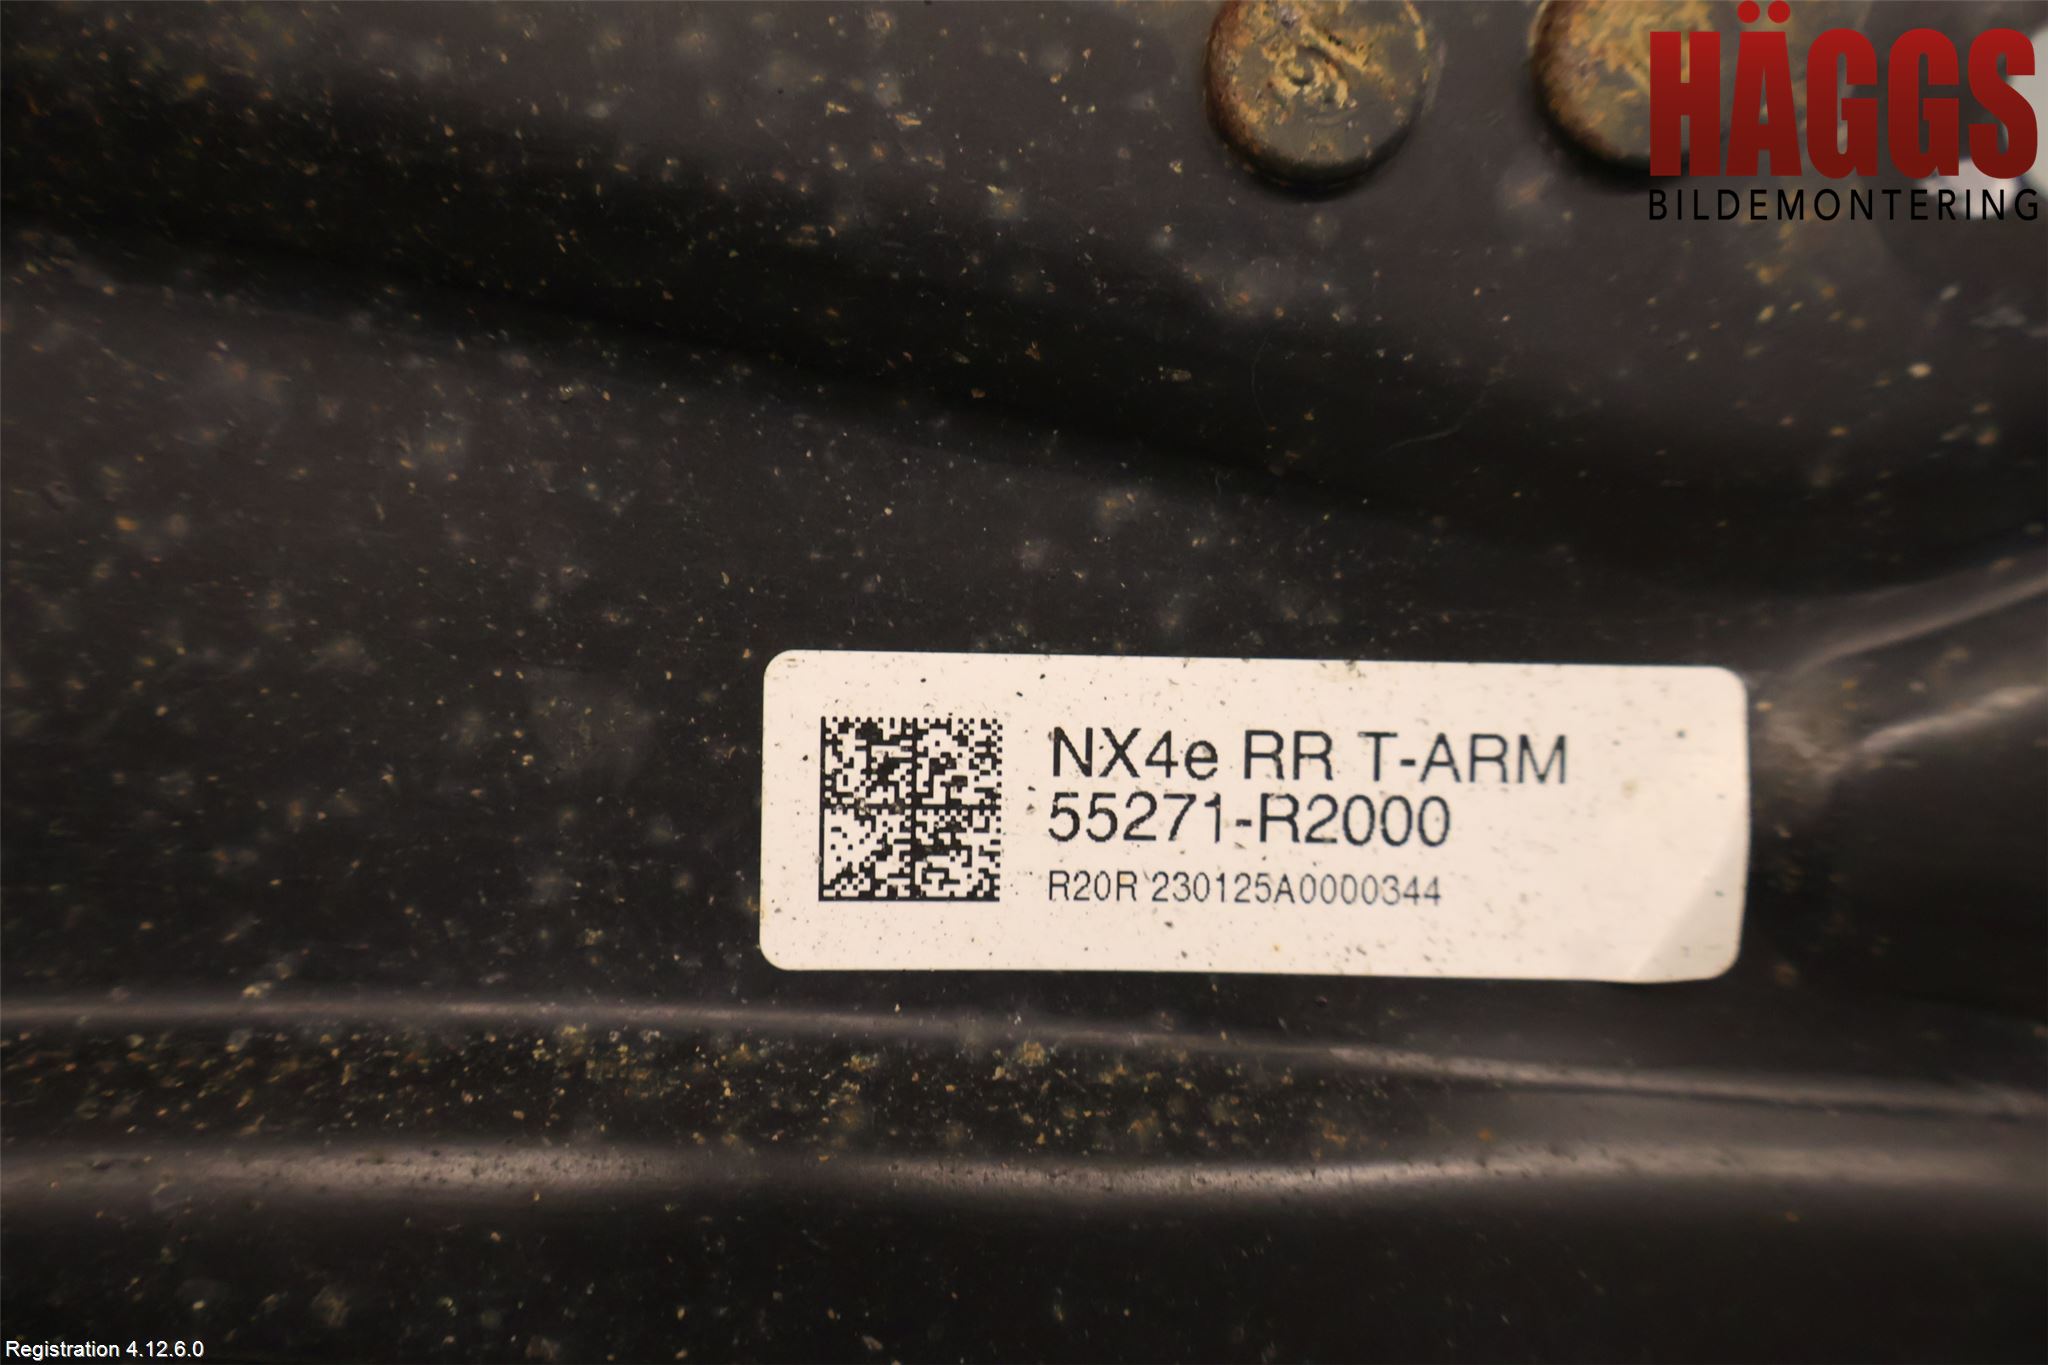 HÄGGS
BILDEMONTERING
NX4e RR T-ARM
55271-R2000
R20R 230125A0000344
Registration 4.12.6.0